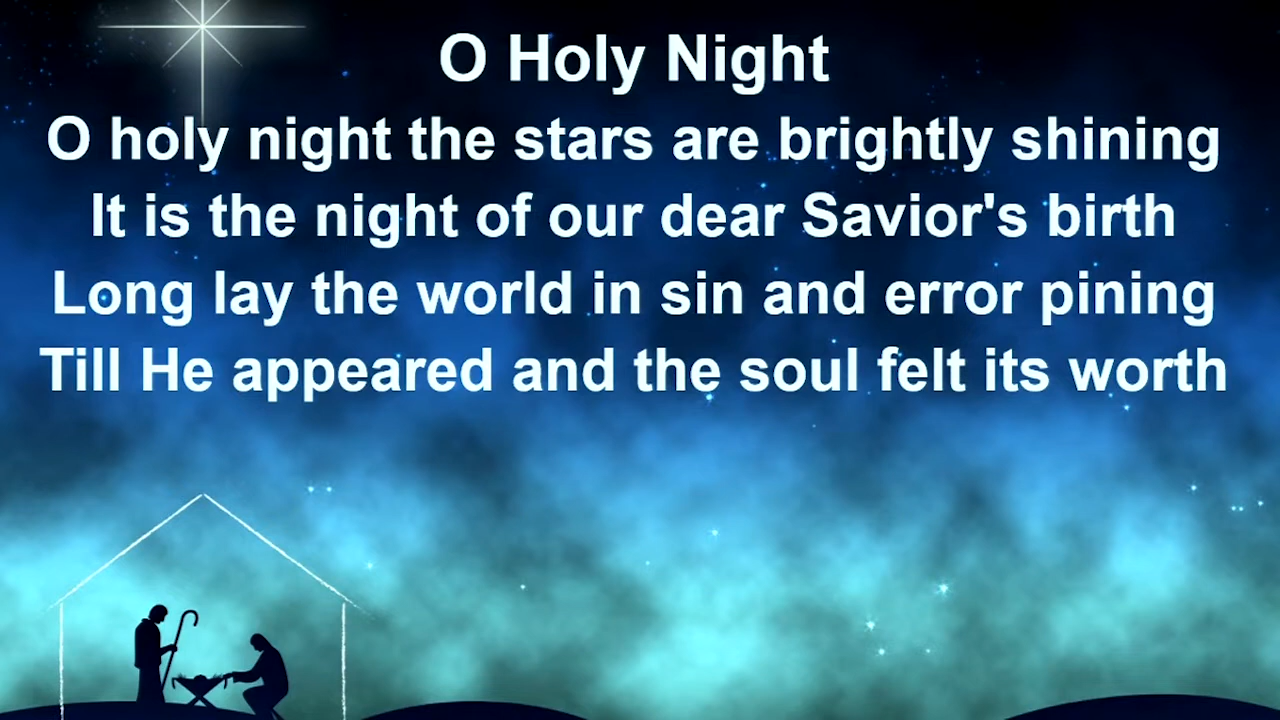 O Holy Night
O holy night the stars are brightly shining
It is the night of our dear Savior's birth
Long lay the world in sin and error pining
Till He appeared and the soul felt its worth